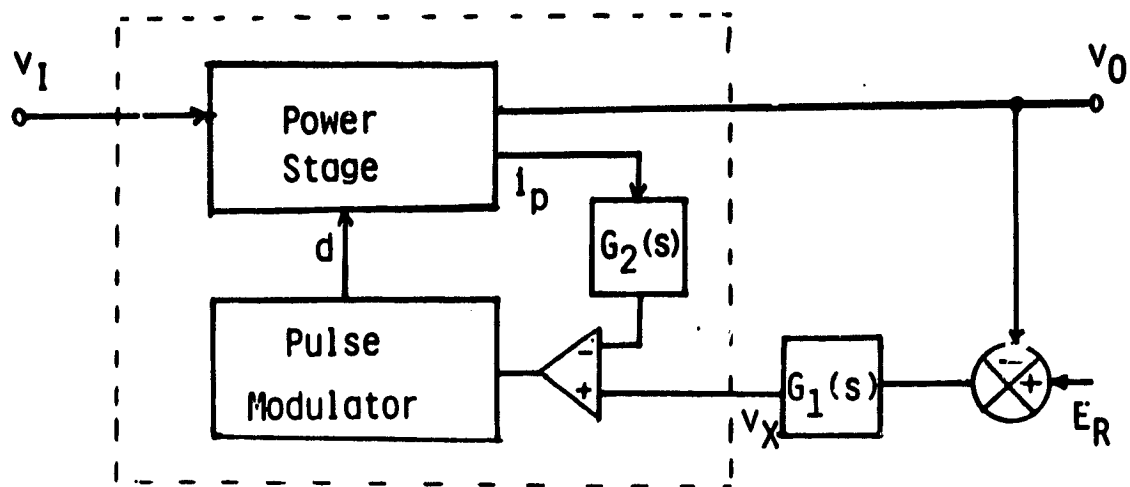 v_I
Power
Stage
v_O
i_p
d
G_2(s)
Pulse
Modulator
-
+
v_X
G_1(s)
-
+
E_R